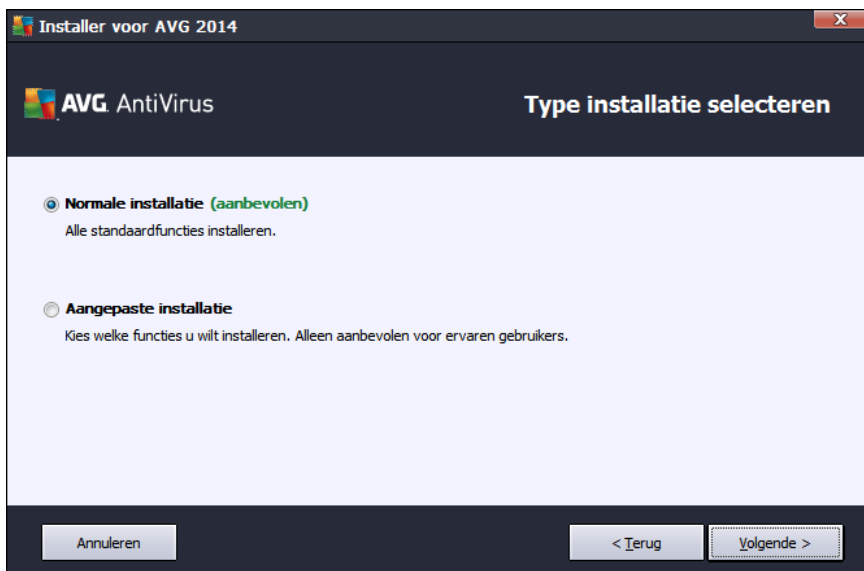 Installer voor AVG 2014
AVG. AntiVirus
Type installatie selecteren
Normale installatie (aanbevolen)
Alle standaardfuncties installeren.
Aangepaste installatie
Kies welke functies u wilt installeren. Alleen aanbevolen voor ervaren gebruikers.
Annuleren
< Terug
Volgende >